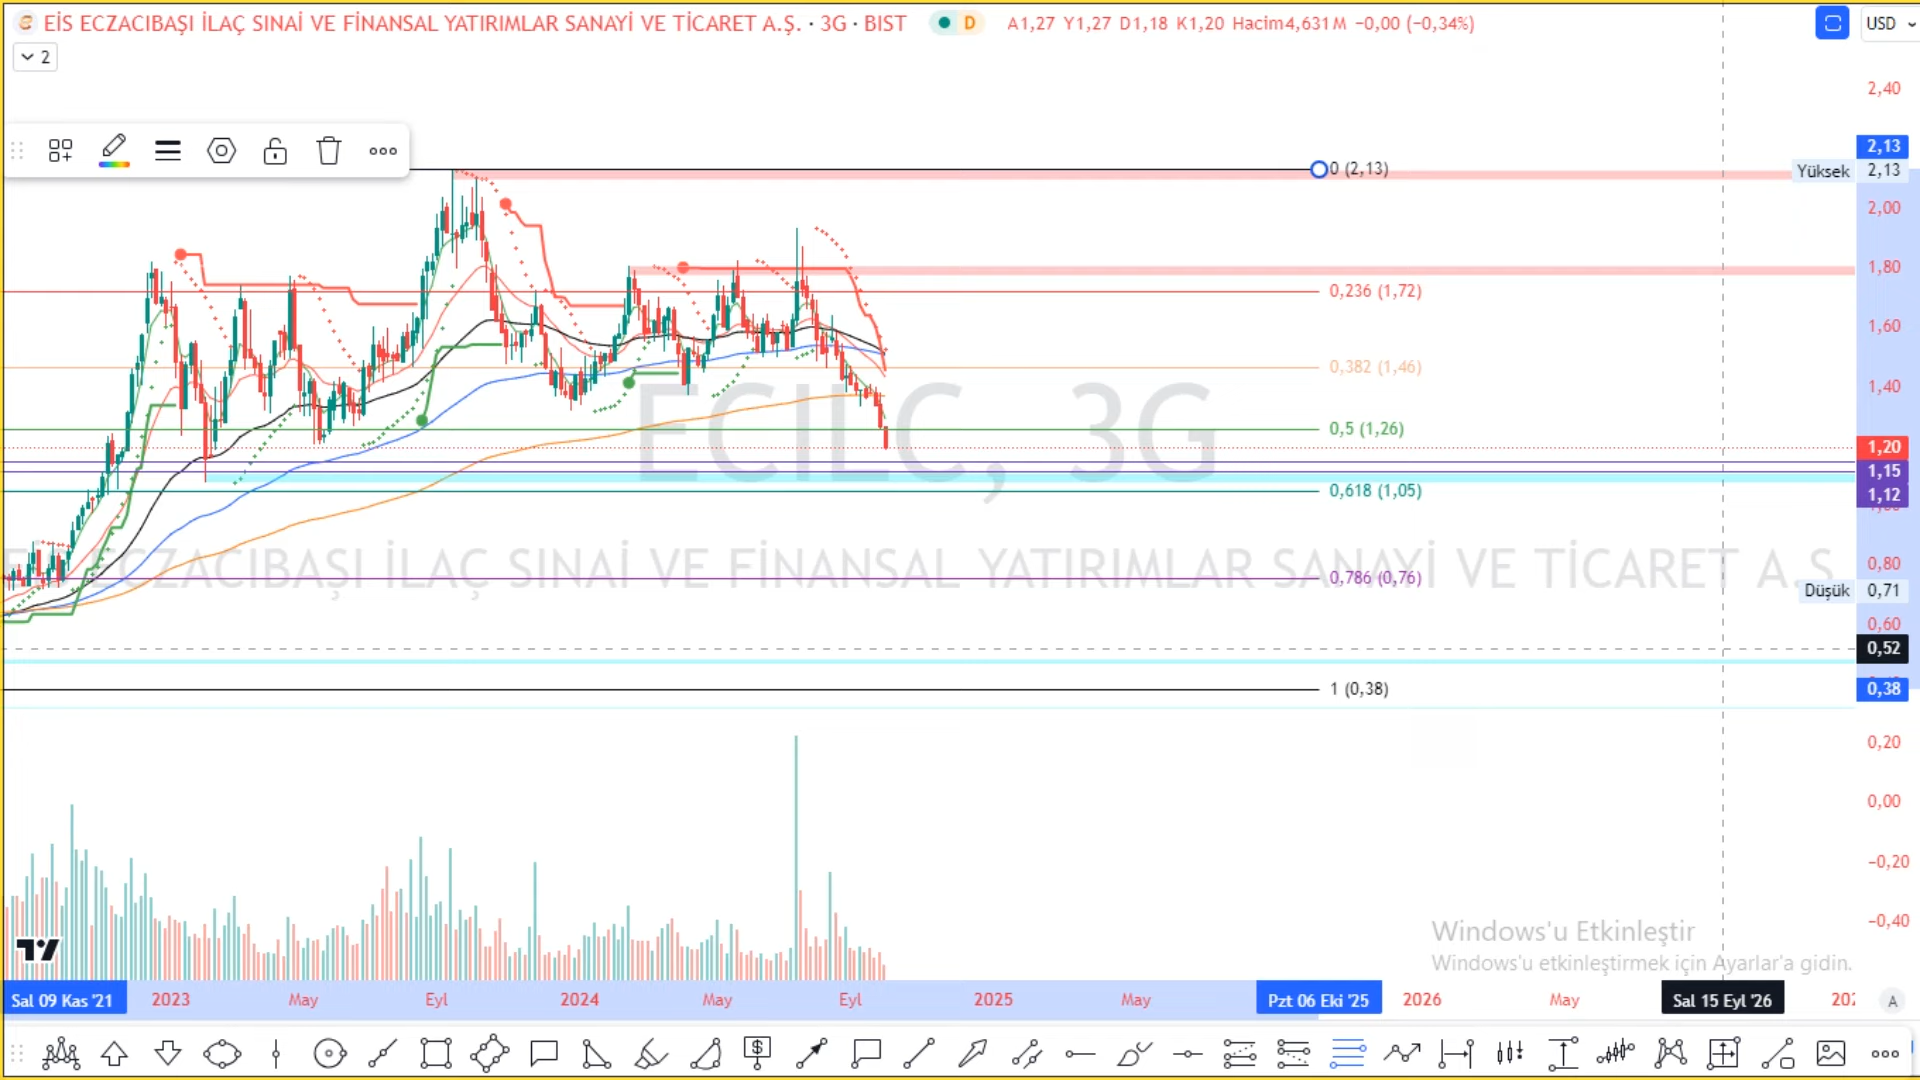 EİS ECZACIBAŞI İLAÇ SINAİ VE FİNANSAL YATIRIMLAR SANAYİ VE TİCARET A.Ş. · 3G · BIST D A1,27 Y1,27 D1,18 K1,20 Hacim4,631M −0,00 (−0,34%)
USD
2
2,40
2,13
0 (2,13)
Yüksek 2,13
2,00
1,80
0,236 (1,72)
1,60
0,382 (1,46)
1,40
ECILC, 3G
0,5 (1,26)
1,20
1,15
0,618 (1,05)
1,12
EİS ECZACIBAŞI İLAÇ SINAİ VE FİNANSAL YATIRIMLAR SANAYİ VE TİCARET A.Ş.
0,80
0,786 (0,76)
Düşük 0,71
0,60
0,52
1 (0,38)
0,38
0,20
0,00
−0,20
−0,40
Windows'u Etkinleştir
Windows'u etkinleştirmek için Ayarlar'a gidin.
Sal 09 Kas '21 2023 May Eyl 2024 May Eyl 2025 May Pzt 06 Eki '25 2026 May Sal 15 Eyl '26 A